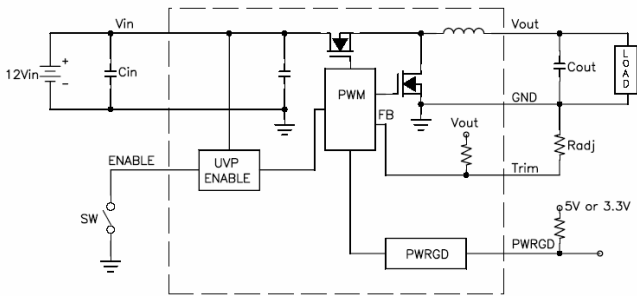 Vin
Vout
12Vin
+
−
Cin
Cout
LOAD
PWM
GND
FB
Vout
Radj
ENABLE
UVP
ENABLE
Trim
SW
5V or 3.3V
PWRGD
PWRGD